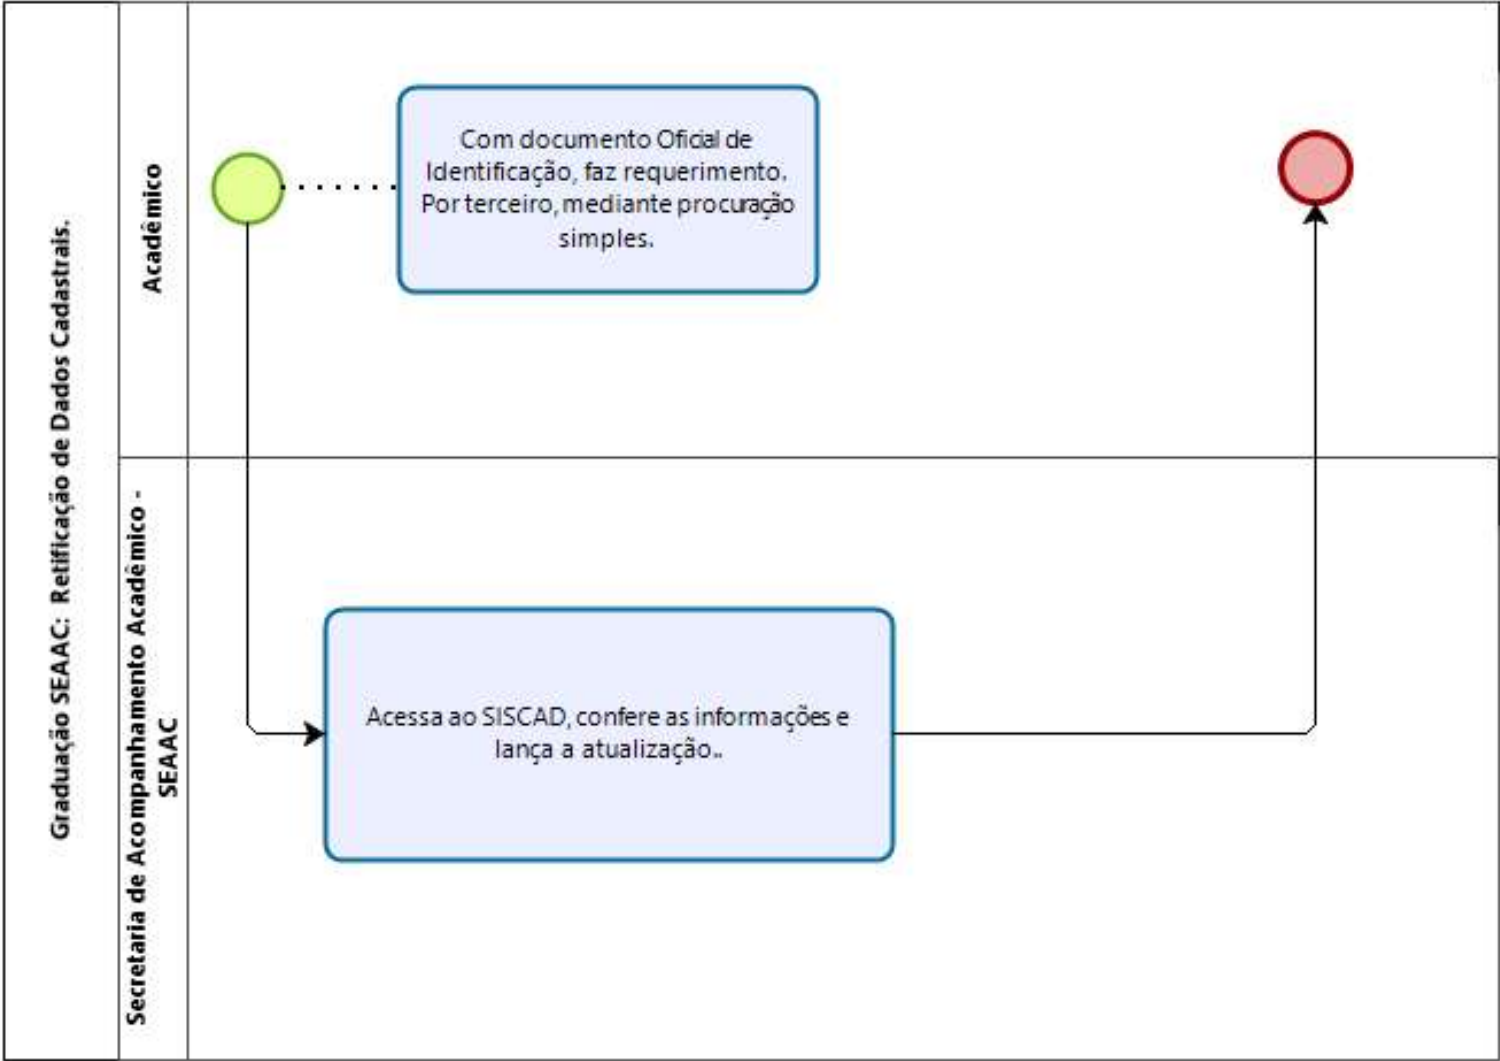 Graduação SEAAC:  Retificação de Dados Cadastrais.
Acadêmico
Com documento Oficial de
Identificação, faz requerimento.
Por terceiro, mediante procuração
simples.
Secretaria de Acompanhamento Acadêmico -
SEAAC
Acessa ao SISCAD, confere as informações e
lança a atualização..